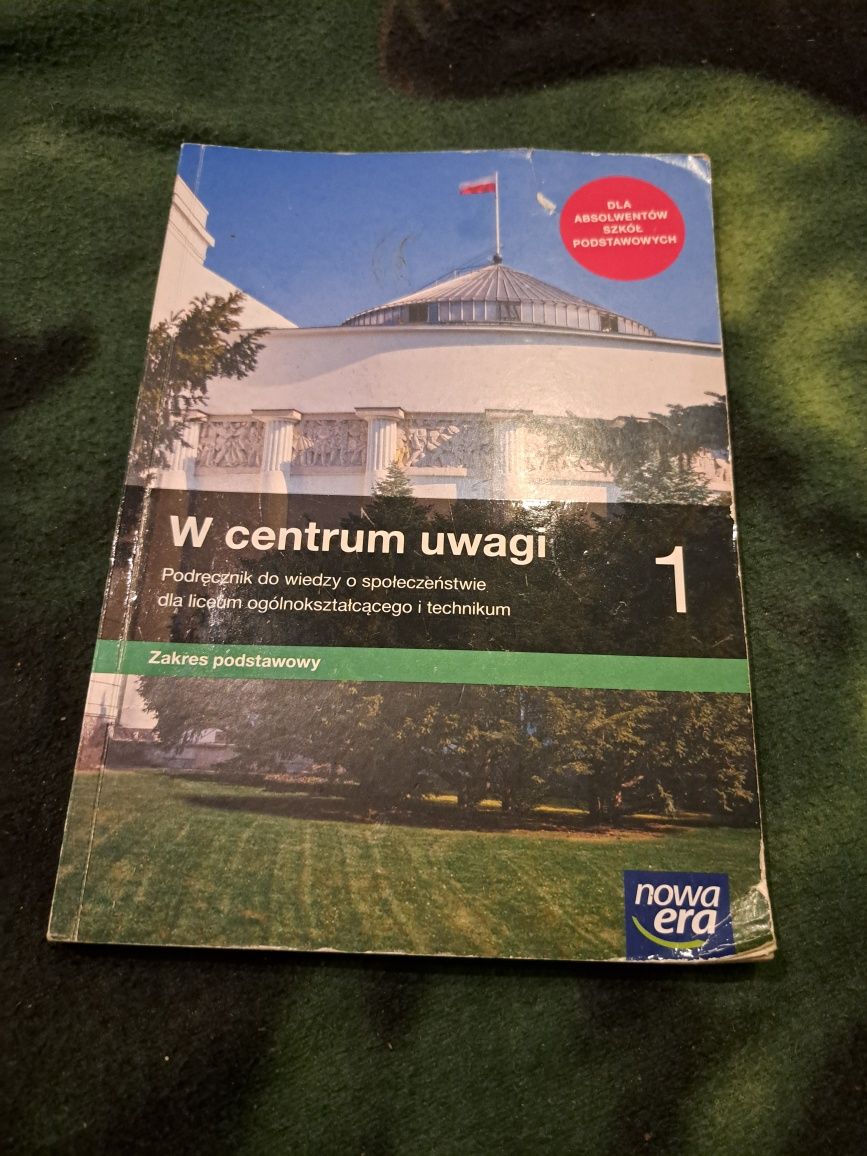 DLA
ABSOLWENTÓW
SZKÓŁ
PODSTAWOWYCH
W centrum uwagi
1
Podręcznik do wiedzy o społeczeństwie
dla liceum ogólnokształcącego i technikum
Zakres podstawowy
nowa
era